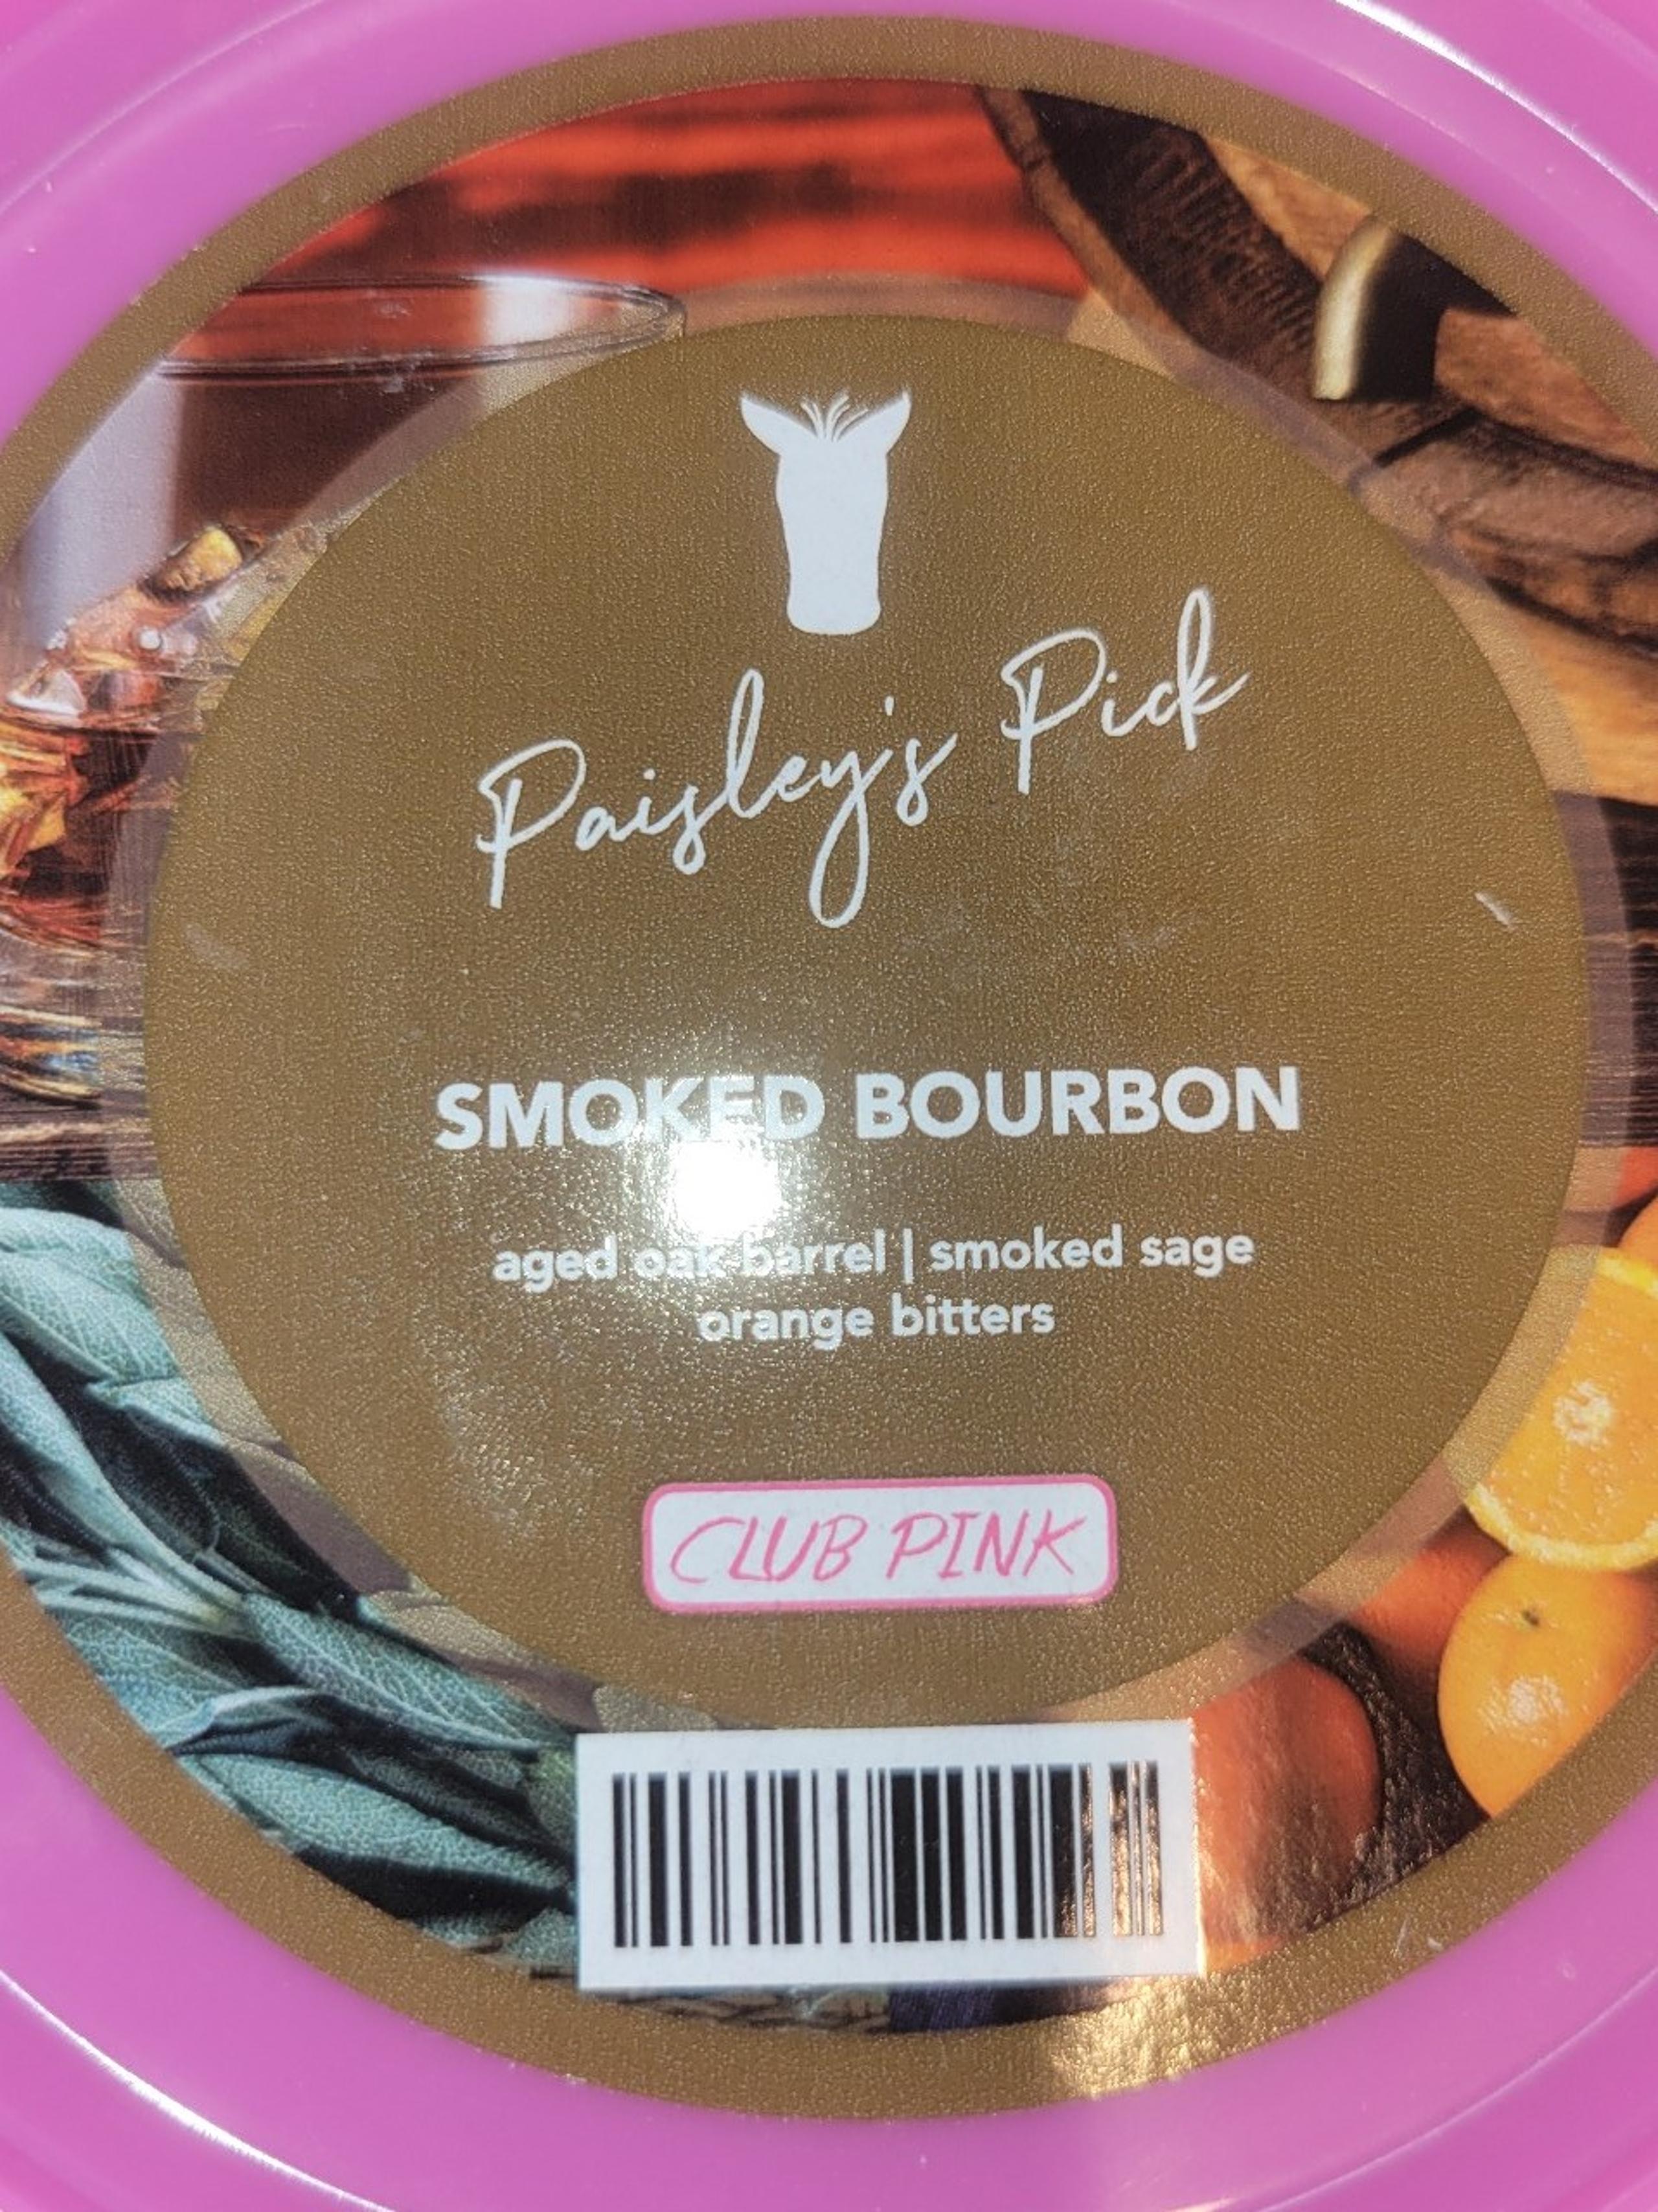 Paisley's Pick
SMOKED BOURBON
aged oak barrel | smoked sage
orange bitters
CLUB PINK